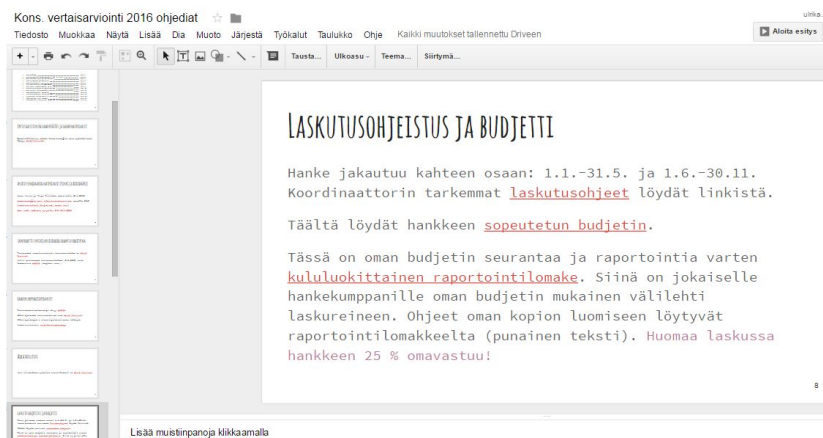 Kons. vertaisarviointi 2016 ohjediat
ulrika.
Tiedosto Muokkaa Näytä Lisää Dia Muoto Järjestä Työkalut Taulukko Ohje Kaikki muutokset tallennettu Driveen
Aloita esitys
Tausta... Ulkoasu Teema... Siirtymä...
LASKUTUSOHJEISTUS JA BUDJETTI
Hanke jakautuu kahteen osaan: 1.1.-31.5. ja 1.6.-30.11.
Koordinaattorin tarkemmat laskutusohjeet löydät linkistä.
Täältä löydät hankkeen sopeutetun budjetin.
Tässä on oman budjetin seurantaa ja raportointia varten
kululuokittainen raportointilomake. Siinä on jokaiselle
hankekumppanille oman budjetin mukainen välilehti
laskureineen. Ohjeet oman kopion luomiseen löytyvät
raportointilomakkeelta (punainen teksti). Huomaa laskussa
hankkeen 25 % omavastuu!
8
Lisää muistiinpanoja klikkaamalla